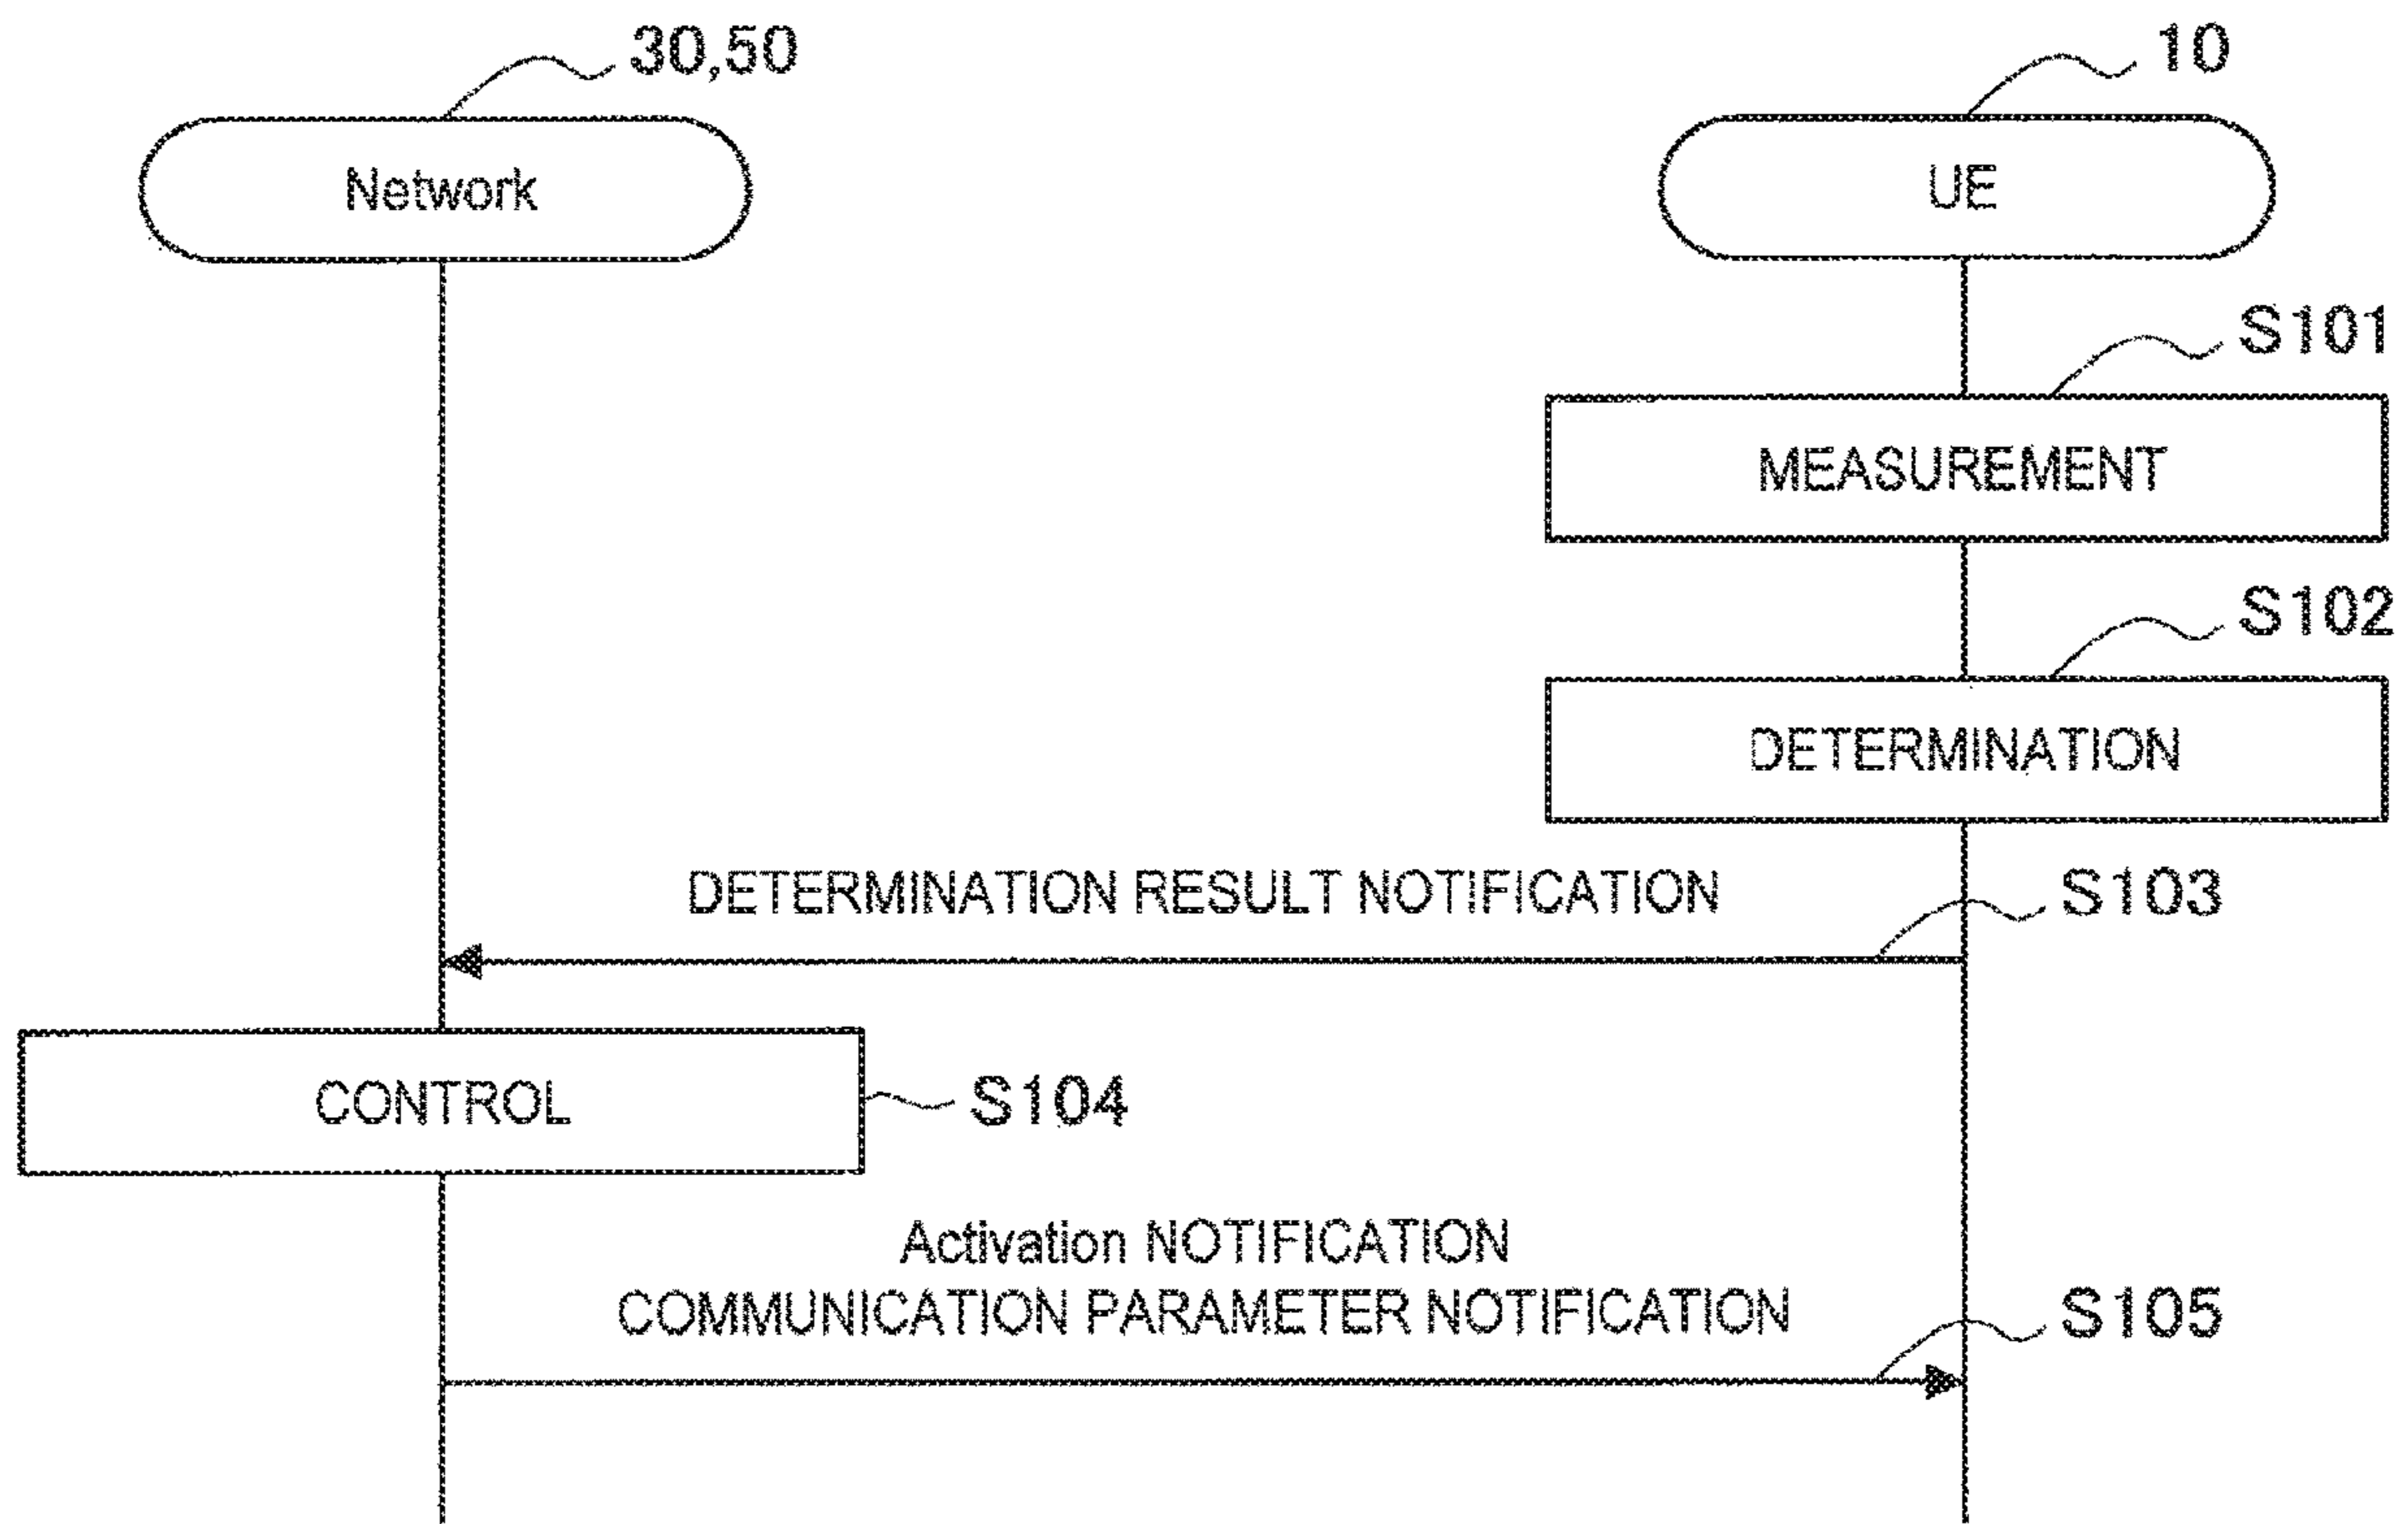 30,50
10
Network
UE
S101
MEASUREMENT
S102
DETERMINATION
DETERMINATION RESULT NOTIFICATION
S103
CONTROL
S104
Activation NOTIFICATION
COMMUNICATION PARAMETER NOTIFICATION
S105